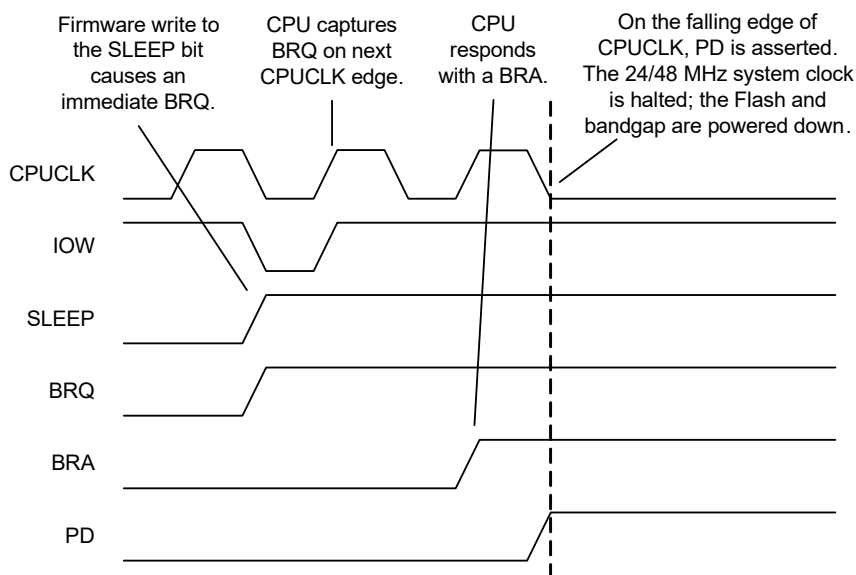 Firmware write to
the SLEEP bit
causes an
immediate BRQ.
CPU captures
BRQ on next
CPUCLK edge.
CPU
responds
with a BRA.
On the falling edge of
CPUCLK, PD is asserted.
The 24/48 MHz system clock
is halted; the Flash and
bandgap are powered down.
CPUCLK
IOW
SLEEP
BRQ
BRA
PD